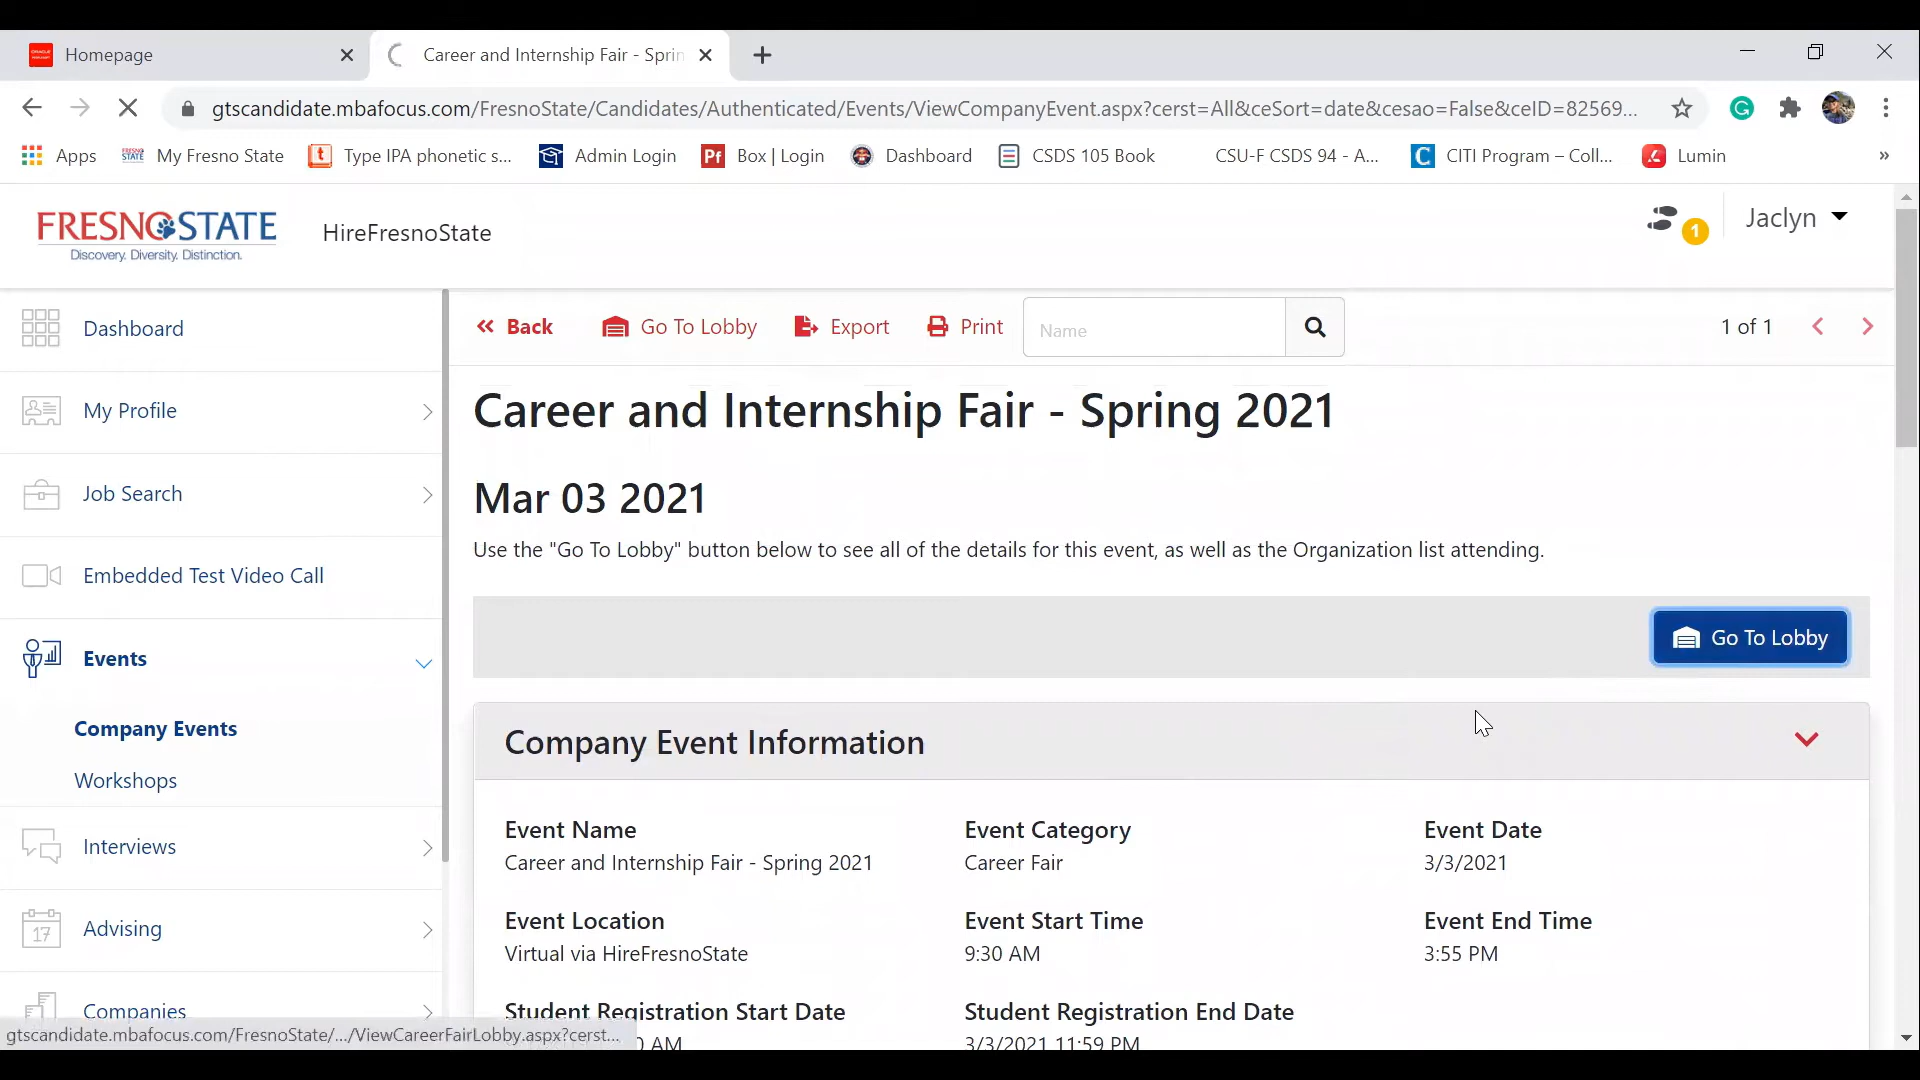 Homepage
Career and Internship Fair - Sprin
gtscandidate.mbafocus.com/FresnoState/Candidates/Authenticated/Events/ViewCompanyEvent.aspx?cerst=All&ceSort=date&cesao=False&ceID=82569...
Apps
My Fresno State
Type IPA phonetic s...
Admin Login
Box | Login
Dashboard
CSDS 105 Book
CSU-F CSDS 94 - A...
CITI Program – Coll...
Lumin
»
FRESNO STATE
Discovery. Diversity. Distinction.
HireFresnoState
1
Jaclyn
Dashboard
My Profile
Job Search
Embedded Test Video Call
Events
Company Events
Workshops
Interviews
17
Advising
Companies
gtscandidate.mbafocus.com/FresnoState/.../ViewCareerFairLobby.aspx?cerst...
Back
Go To Lobby
Export
Print
Name
1 of 1
Career and Internship Fair - Spring 2021
Mar 03 2021
Use the "Go To Lobby" button below to see all of the details for this event, as well as the Organization list attending.
Go To Lobby
Company Event Information
Event Name
Career and Internship Fair - Spring 2021
Event Category
Career Fair
Event Date
3/3/2021
Event Location
Virtual via HireFresnoState
Event Start Time
9:30 AM
Event End Time
3:55 PM
Student Registration Start Date
AM
Student Registration End Date
3/3/2021 11:59 PM